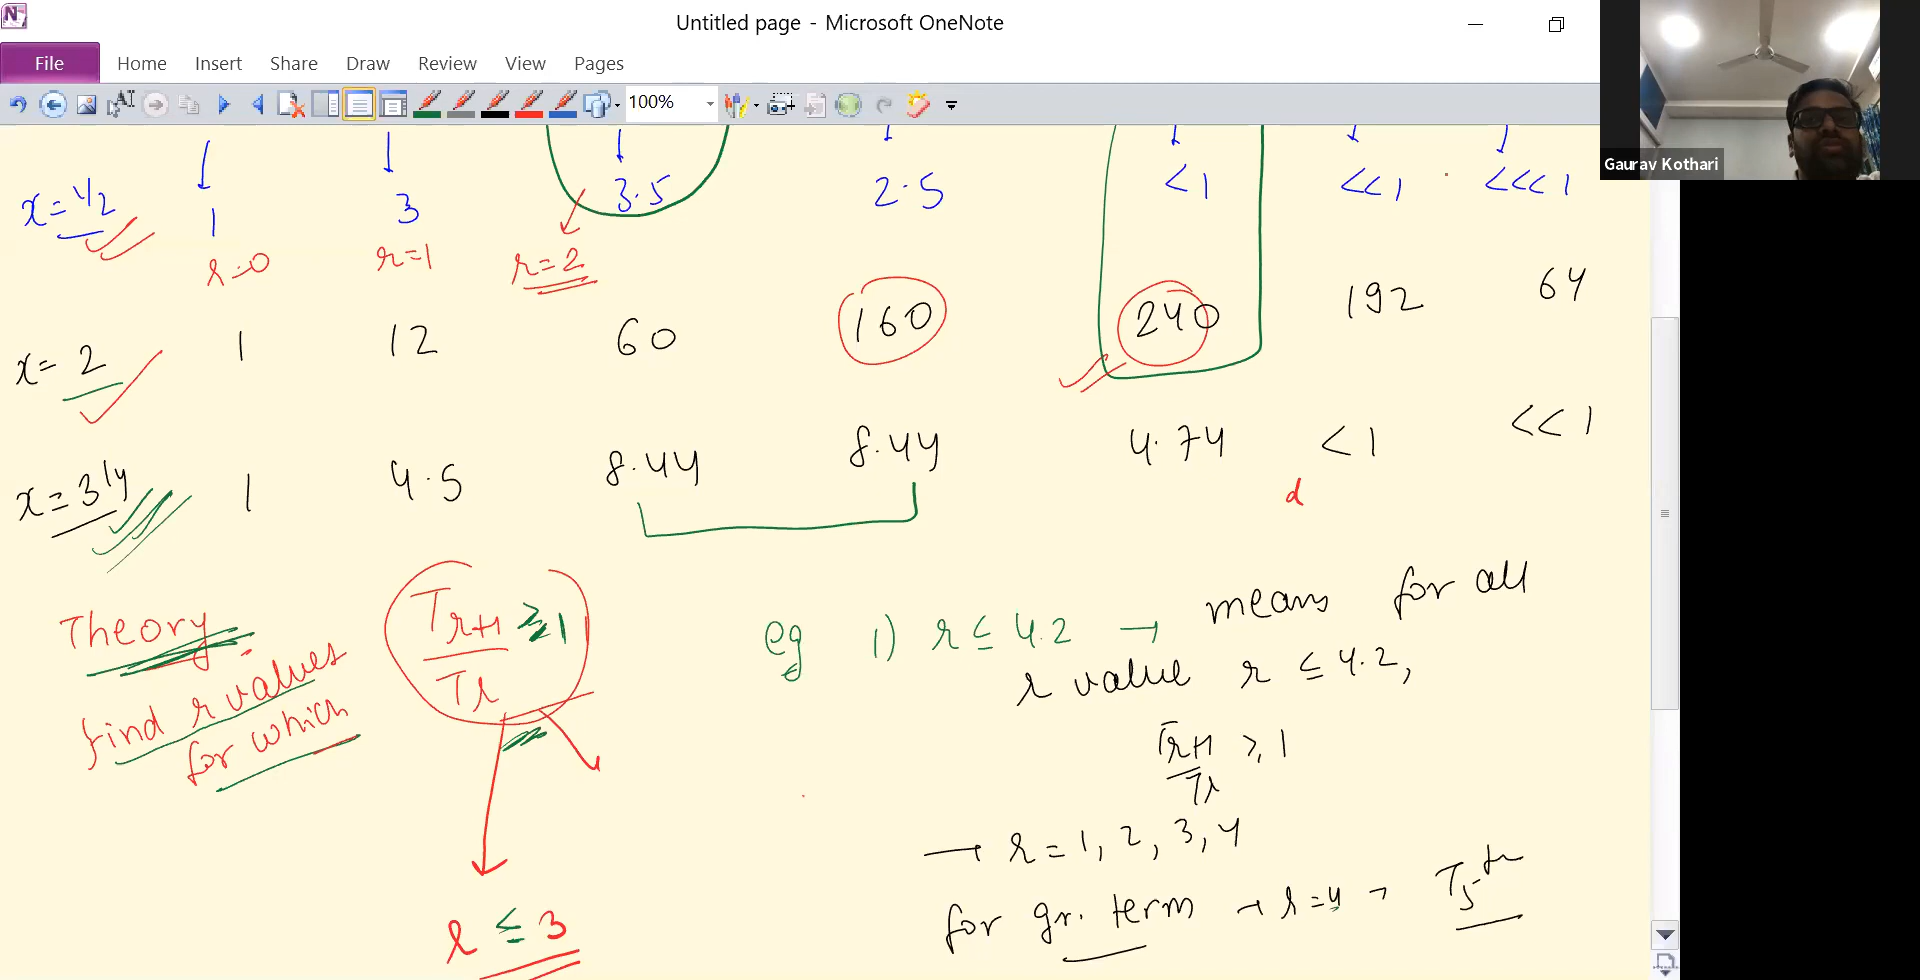 Untitled page - Microsoft OneNote
File Home Insert Share Draw Review View Pages
100%
Gaurav Kothari
x = 1/2 1 3 3.5 2.5 < 1 << 1 <<< 1
r=0 r=1 r=2
x = 2 1 12 60 160 240 192 64
x = 3/4 1 4.5 8.44 8.44 4.74 < 1 << 1
d
Theory
find r values
for which
Tr+1 ≥ 1
Tr
r ≤ 3
eg 1) r ≤ 4.2 → means for all
r value r ≤ 4.2,
Tr+1 ≥ 1
Tr
→ r = 1, 2, 3, 4
for gr. term → r = 4 → T5th